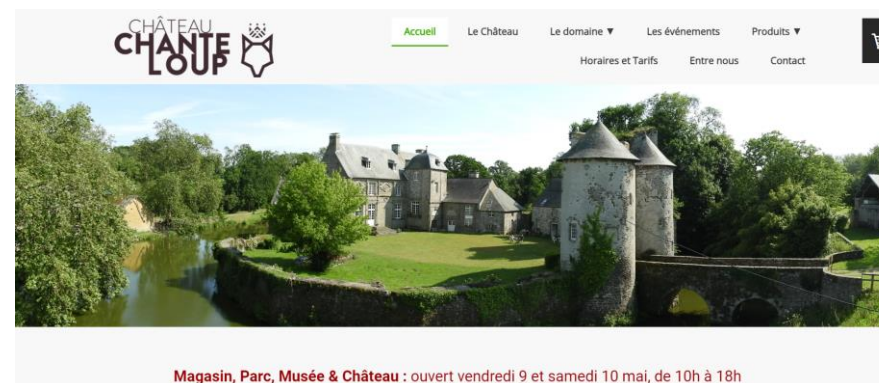 CHÂTEAU
CHANTE
LOUP
Accueil Le Château Le domaine ▼ Les événements Produits ▼
Horaires et Tarifs Entre nous Contact
Magasin, Parc, Musée & Château : ouvert vendredi 9 et samedi 10 mai, de 10h à 18h